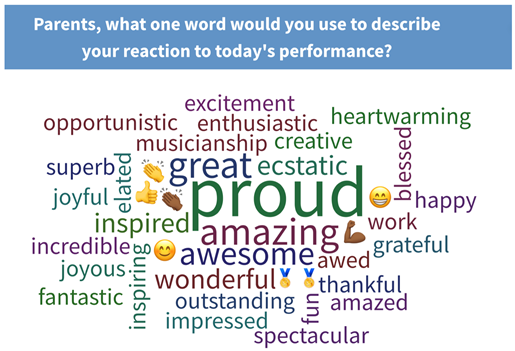 Parents, what one word would you use to describe
your reaction to today's performance?
excitement
opportunistic enthusiastic heartwarming
musicianship creative
superb elated 👏 great ecstatic blessed
joyful 👍 👏🏾 proud 😁 happy
inspired amazing 💪🏾 work
incredible 😊 awesome awed grateful
joyous inspiring wonderful 🏅 🏅 thankful
fantastic outstanding fun amazed
impressed
spectacular